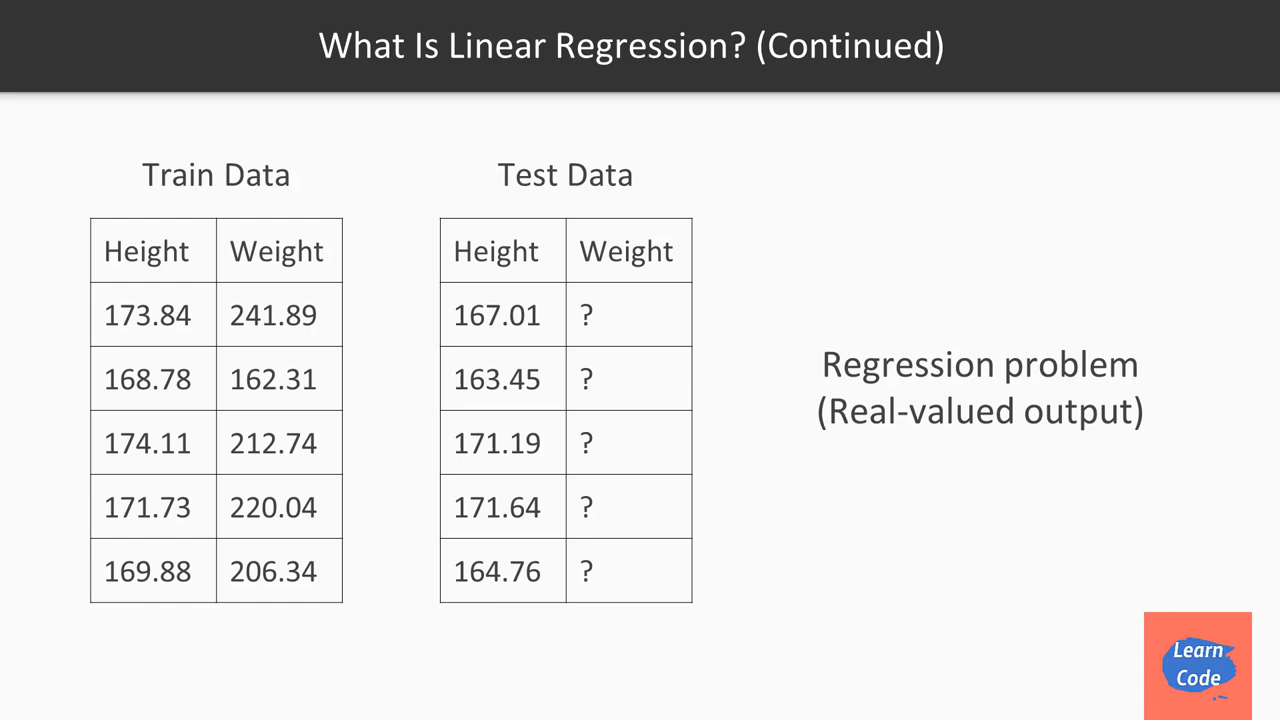 What Is Linear Regression? (Continued)
Train Data
Height Weight
173.84 241.89
168.78 162.31
174.11 212.74
171.73 220.04
169.88 206.34
Test Data
Height Weight
167.01 ?
163.45 ?
171.19 ?
171.64 ?
164.76 ?
Regression problem
(Real-valued output)
Learn
Code